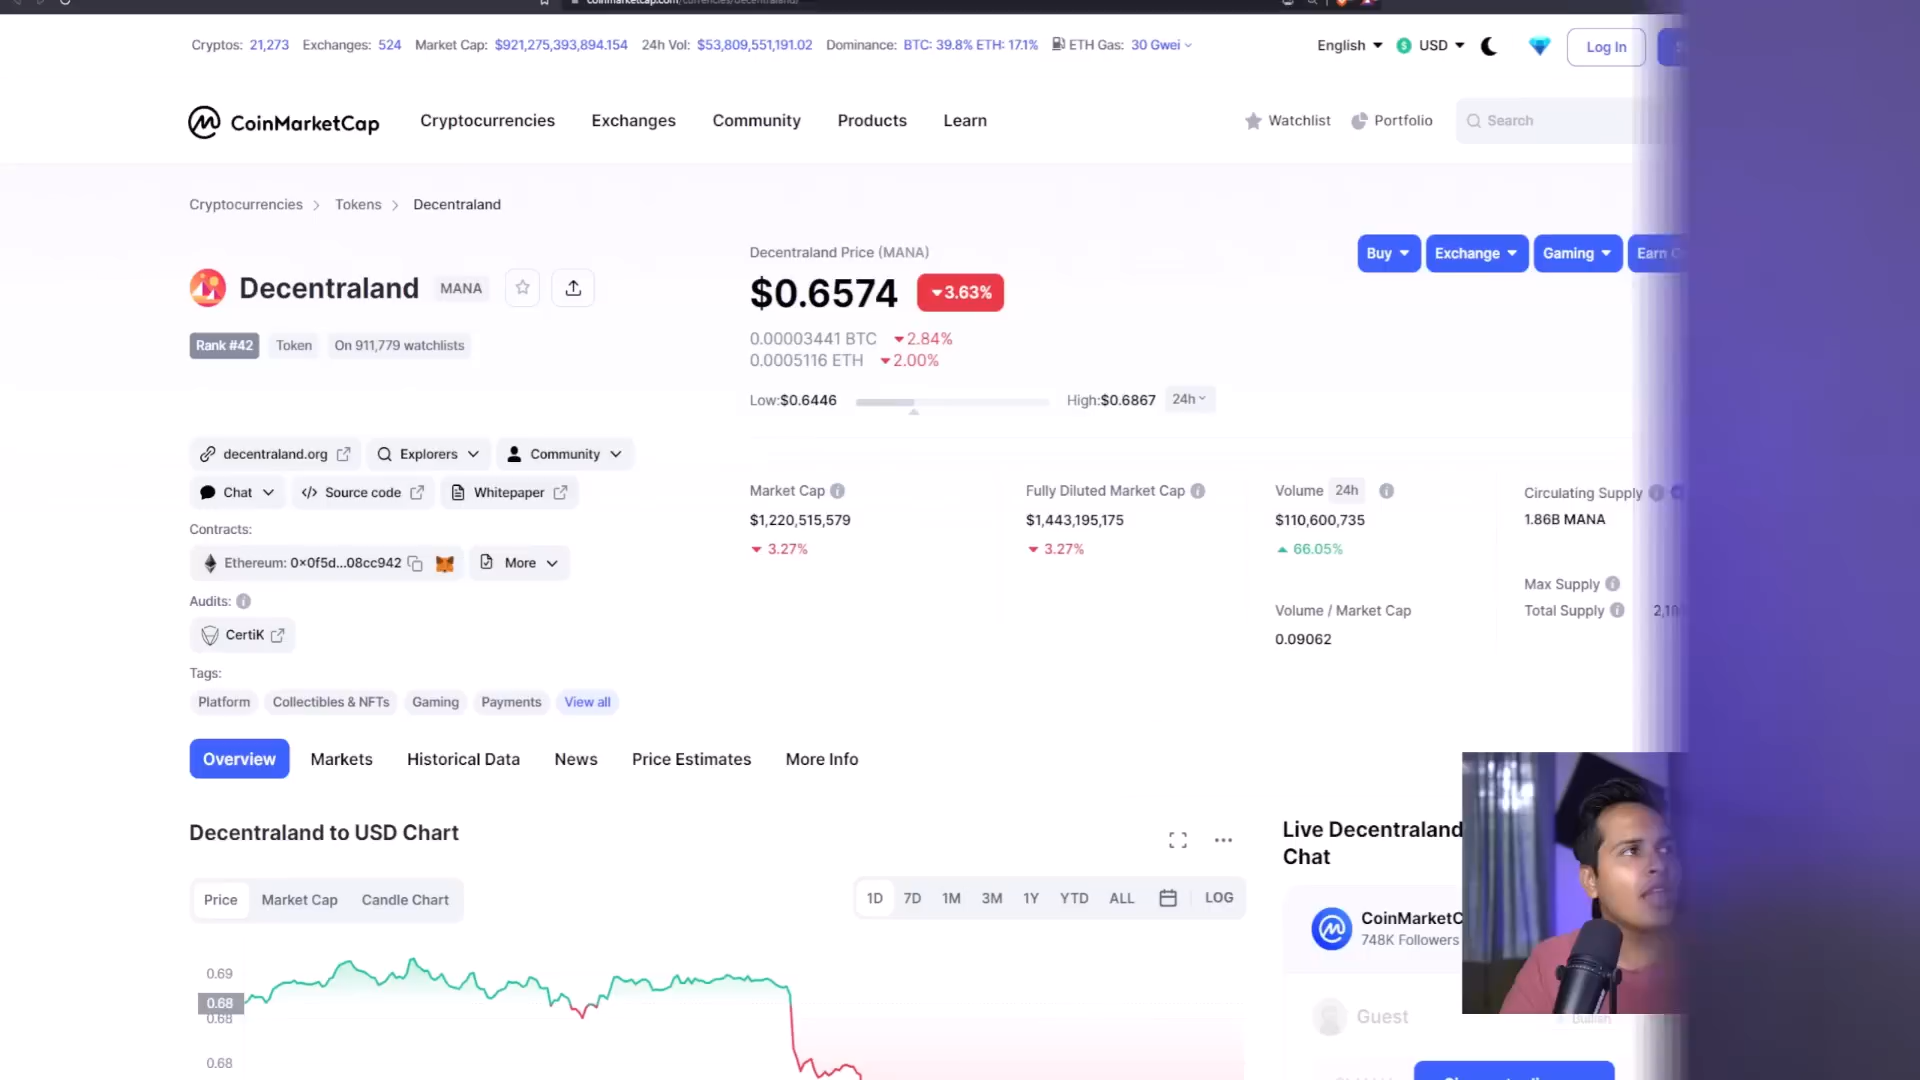 coinmarketcap.com/currencies/decentraland/
Cryptos: 21,273 Exchanges: 524 Market Cap: $921,275,393,894.154 24h Vol: $53,809,551,191.02 Dominance: BTC: 39.8% ETH: 17.1% ETH Gas: 30 Gwei
English USD Log In
CoinMarketCap Cryptocurrencies Exchanges Community Products Learn Watchlist Portfolio Search
Cryptocurrencies > Tokens > Decentraland
Decentraland MANA
Rank #42 Token On 911,779 watchlists
Decentraland Price (MANA)
$0.6574 3.63%
0.00003441 BTC 2.84%
0.0005116 ETH 2.00%
Low:$0.6446 High:$0.6867 24h
Buy Exchange Gaming Earn
decentraland.org Explorers Community
Chat Source code Whitepaper
Contracts:
Ethereum: 0x0f5d...08cc942 More
Audits:
CertiK
Tags:
Platform Collectibles & NFTs Gaming Payments View all
Market Cap
$1,220,515,579
3.27%
Fully Diluted Market Cap
$1,443,195,175
3.27%
Volume 24h
$110,600,735
66.05%
Volume / Market Cap
0.09062
Circulating Supply
1.86B MANA
Max Supply
Total Supply
Overview Markets Historical Data News Price Estimates More Info
Decentraland to USD Chart
Price Market Cap Candle Chart
1D 7D 1M 3M 1Y YTD ALL LOG
0.69
0.68
0.68
0.68
Live Decentraland
Chat
CoinMarketC
748K Followers
Guest
Bullish